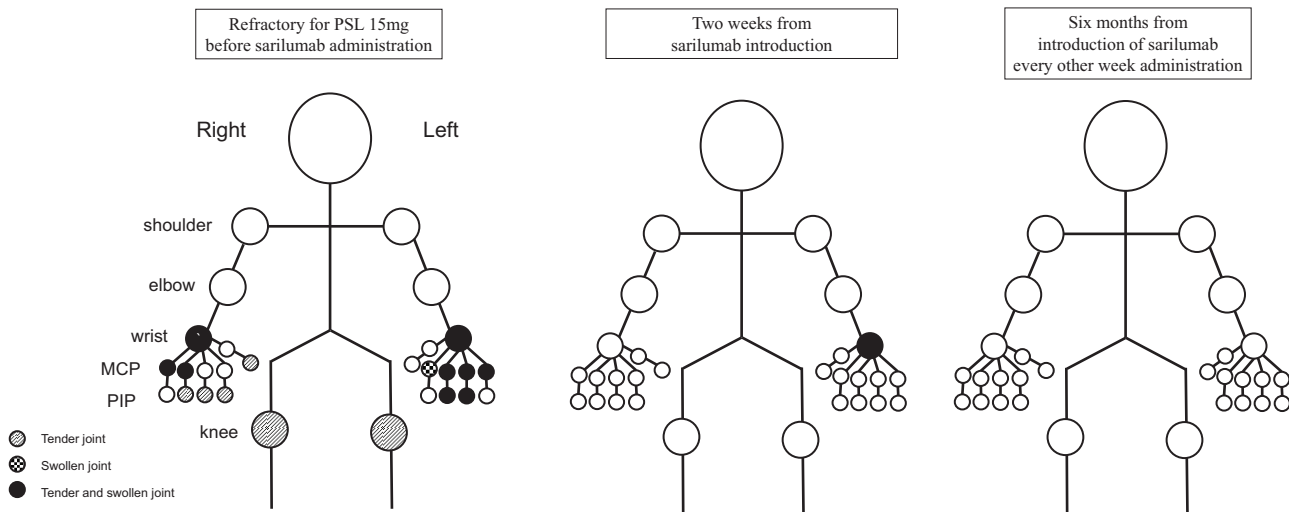 Refractory for PSL 15mg
before sarilumab administration
Two weeks from
sarilumab introduction
Six months from
introduction of sarilumab
every other week administration
Right
Left
shoulder
elbow
wrist
MCP
PIP
knee
Tender joint
Swollen joint
Tender and swollen joint